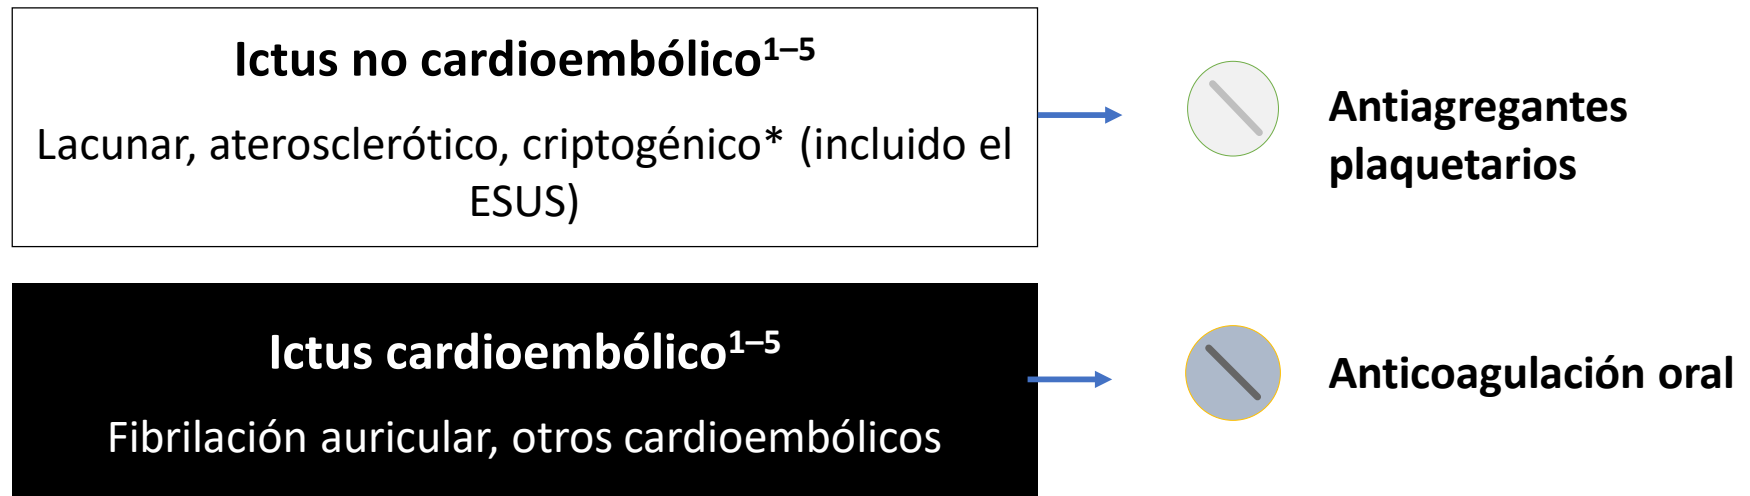 Ictus no cardioembólico¹⁻⁵
Lacunar, aterosclerótico, criptogénico* (incluido el
ESUS)
Antiagregantes
plaquetarios
Ictus cardioembólico¹⁻⁵
Fibrilación auricular, otros cardioembólicos
Anticoagulación oral